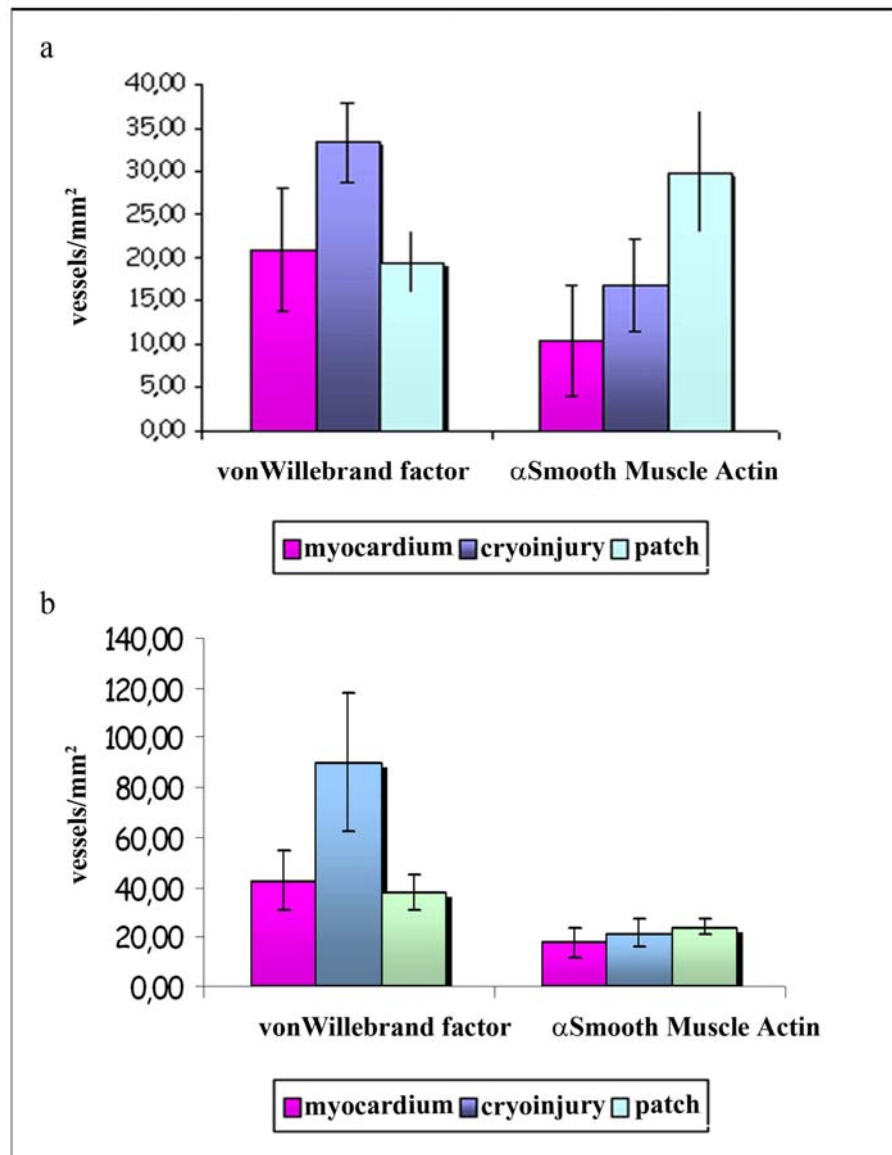 a
40,00
35,00
30,00
25,00
20,00
15,00
10,00
5,00
0,00
vessels/mm²
vonWillebrand factor
αSmooth Muscle Actin
myocardium cryoinjury patch
b
140,00
120,00
100,00
80,00
60,00
40,00
20,00
0,00
vessels/mm²
vonWillebrand factor
αSmooth Muscle Actin
myocardium cryoinjury patch